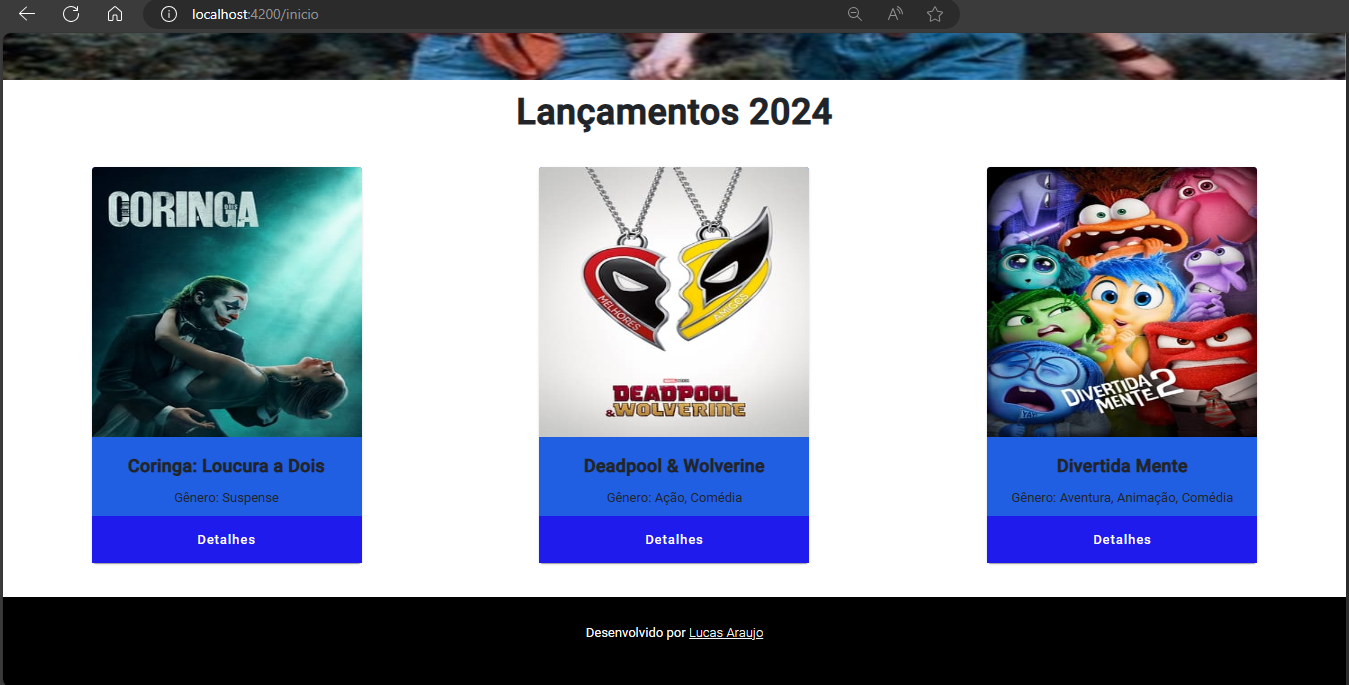 localhost:4200/inicio
Lançamentos 2024
CORINGA
DOIS
MELHORES
AMIGOS
DEADPOOL
& WOLVERINE
DIVERTIDA
MENTE 2
Coringa: Loucura a Dois
Deadpool & Wolverine
Divertida Mente
Gênero: Suspense
Gênero: Ação, Comédia
Gênero: Aventura, Animação, Comédia
Detalhes
Detalhes
Detalhes
Desenvolvido por Lucas Araujo